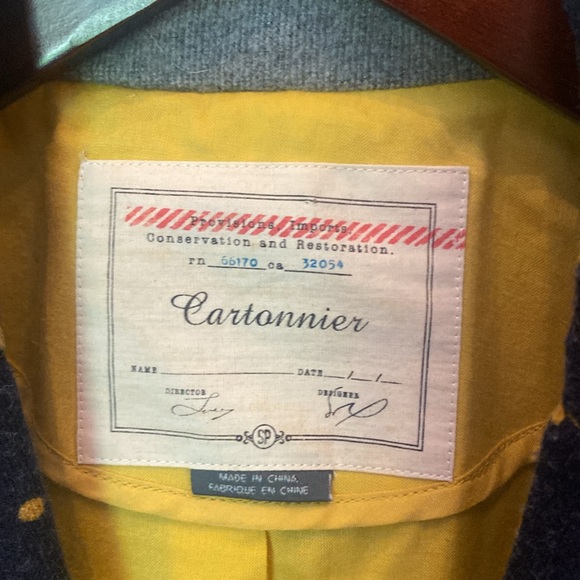 Provisions, Imports,
Conservation and Restoration.
rn 66170 ca 32054
Cartonnier
NAME DATE / /
DIRECTOR DESIGNER
SP
MADE IN CHINA
FABRIQUE EN CHINE